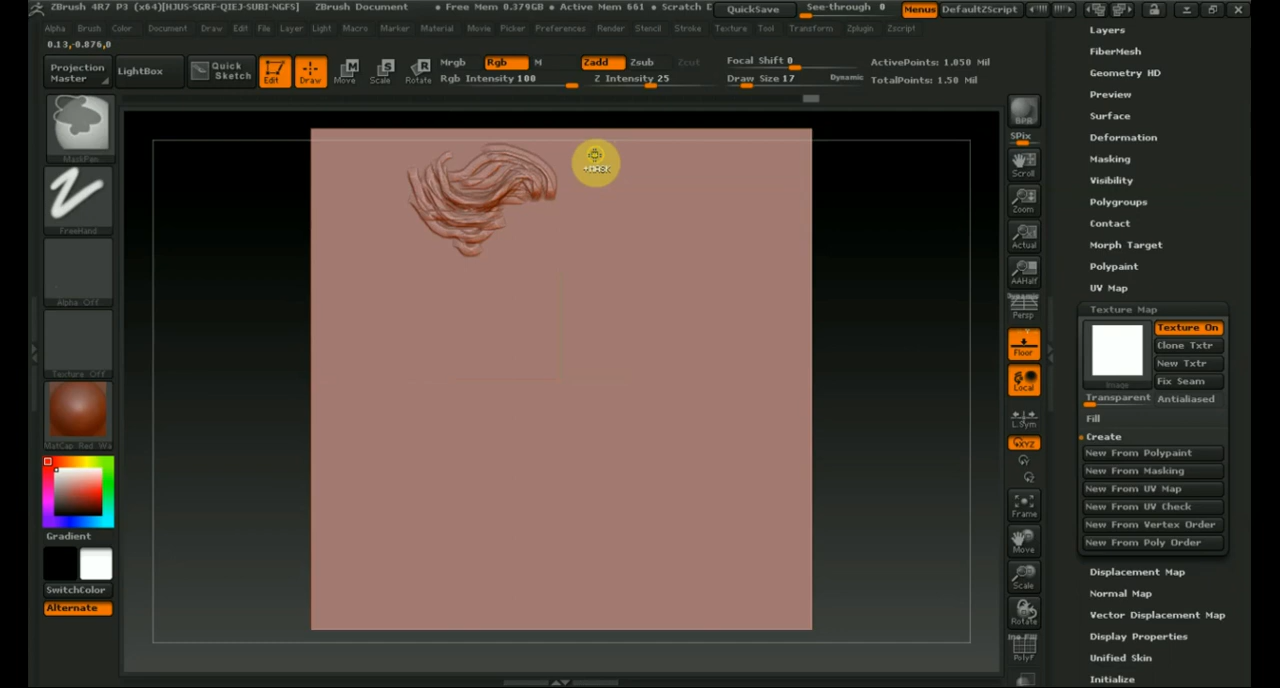 ZBrush 4R7 P3 (x64)[HJUS-SGRF-QIEJ-SUBI-NGFS] ZBrush Document • Free Mem 0.379GB • Active Mem 661 • Scratch D QuickSave See-through 0 Menus DefaultZScript
Alpha Brush Color Document Draw Edit File Layer Light Macro Marker Material Movie Picker Preferences Render Stencil Stroke Texture Tool Transform Zplugin Zscript
0.13,-0.876,0
Projection Master
LightBox
Quick Sketch
Edit
Draw
Move
Scale
Rotate
Mrgb Rgb M
Rgb Intensity 100
Zadd Zsub Zcut
Z Intensity 25
Focal Shift 0
Draw Size 17 Dynamic
ActivePoints: 1.050 Mil
TotalPoints: 1.50 Mil
MaskPen
FreeHand
Alpha Off
Texture Off
MatCap Red Wa
Gradient
SwitchColor
Alternate
BPR
SPix
Scroll
Zoom
Actual
AAHalf
Dynamic
Persp
Floor
Local
L.Sym
XYZ
Frame
Move
Scale
Rotate
PolyF
Layers
FiberMesh
Geometry HD
Preview
Surface
Deformation
Masking
Visibility
Polygroups
Contact
Morph Target
Polypaint
UV Map
Texture Map
Image
Texture On
Clone Txtr
New Txtr
Fix Seam
Transparent Antialiased
Fill
Create
New From Polypaint
New From Masking
New From UV Map
New From UV Check
New From Vertex Order
New From Poly Order
Displacement Map
Normal Map
Vector Displacement Map
Display Properties
Unified Skin
Initialize